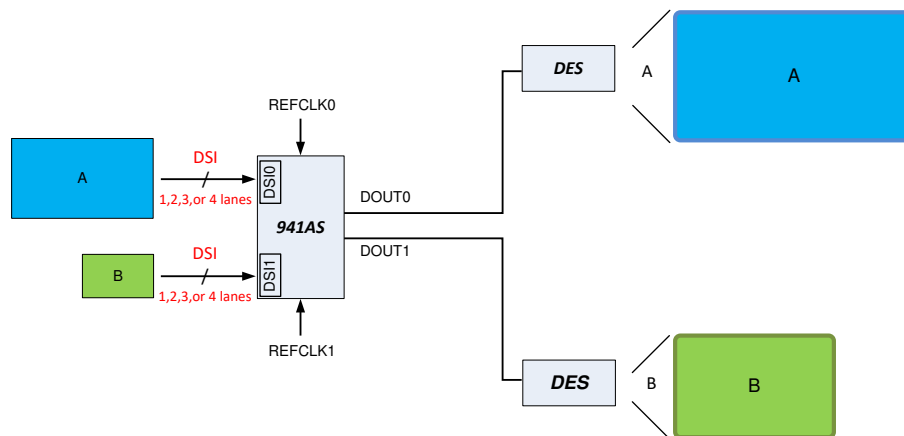 DES
A
A
REFCLK0
DSI
A
1,2,3,or 4 lanes
DSI0
DOUT0
941AS
DOUT1
DSI
B
1,2,3,or 4 lanes
DSI1
REFCLK1
DES
B
B